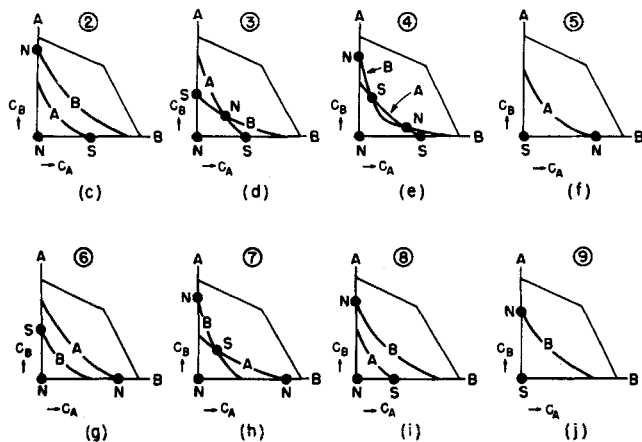 ② ③ ④ ⑤
A A A A
N B A C_B → C_A N S B (c)
S A N B C_B → C_A N S B (d)
N B A S N C_B → C_A N S B (e)
A C_B → C_A N B (f)
⑥ ⑦ ⑧ ⑨
A A A A
S A B C_B → C_A N N B (g)
N B S A C_B → C_A N N B (h)
N B A C_B → C_A N S B (i)
N B C_B → C_A S B (j)